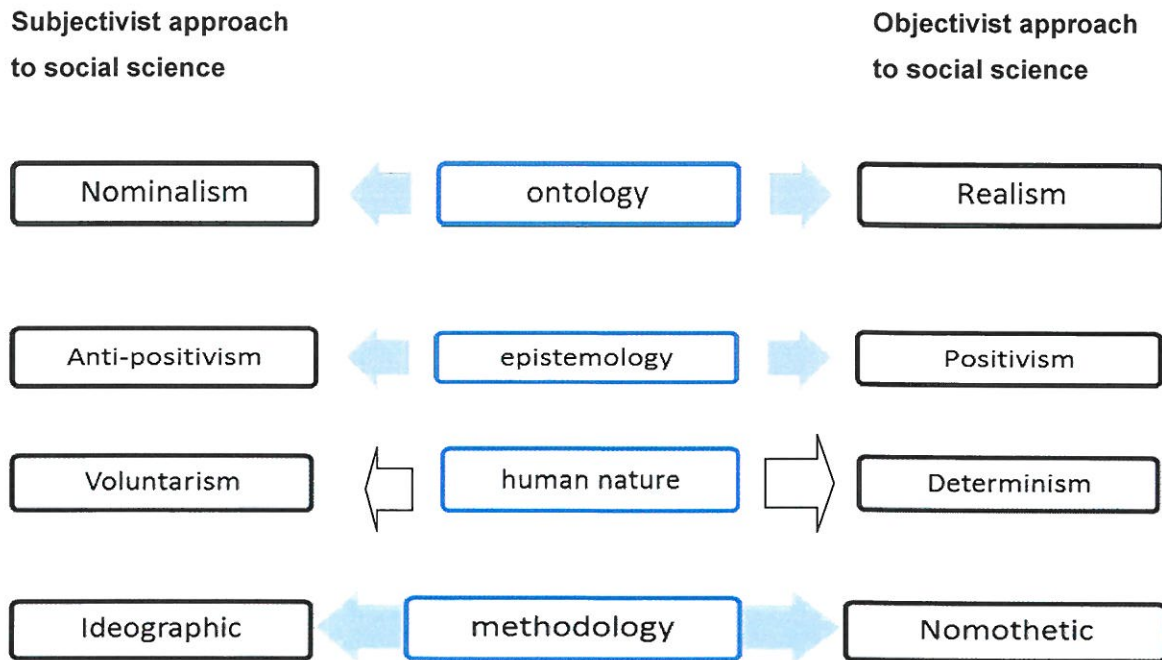 Subjectivist approach
to social science
Objectivist approach
to social science
Nominalism
ontology
Realism
Anti-positivism
epistemology
Positivism
Voluntarism
human nature
Determinism
Ideographic
methodology
Nomothetic